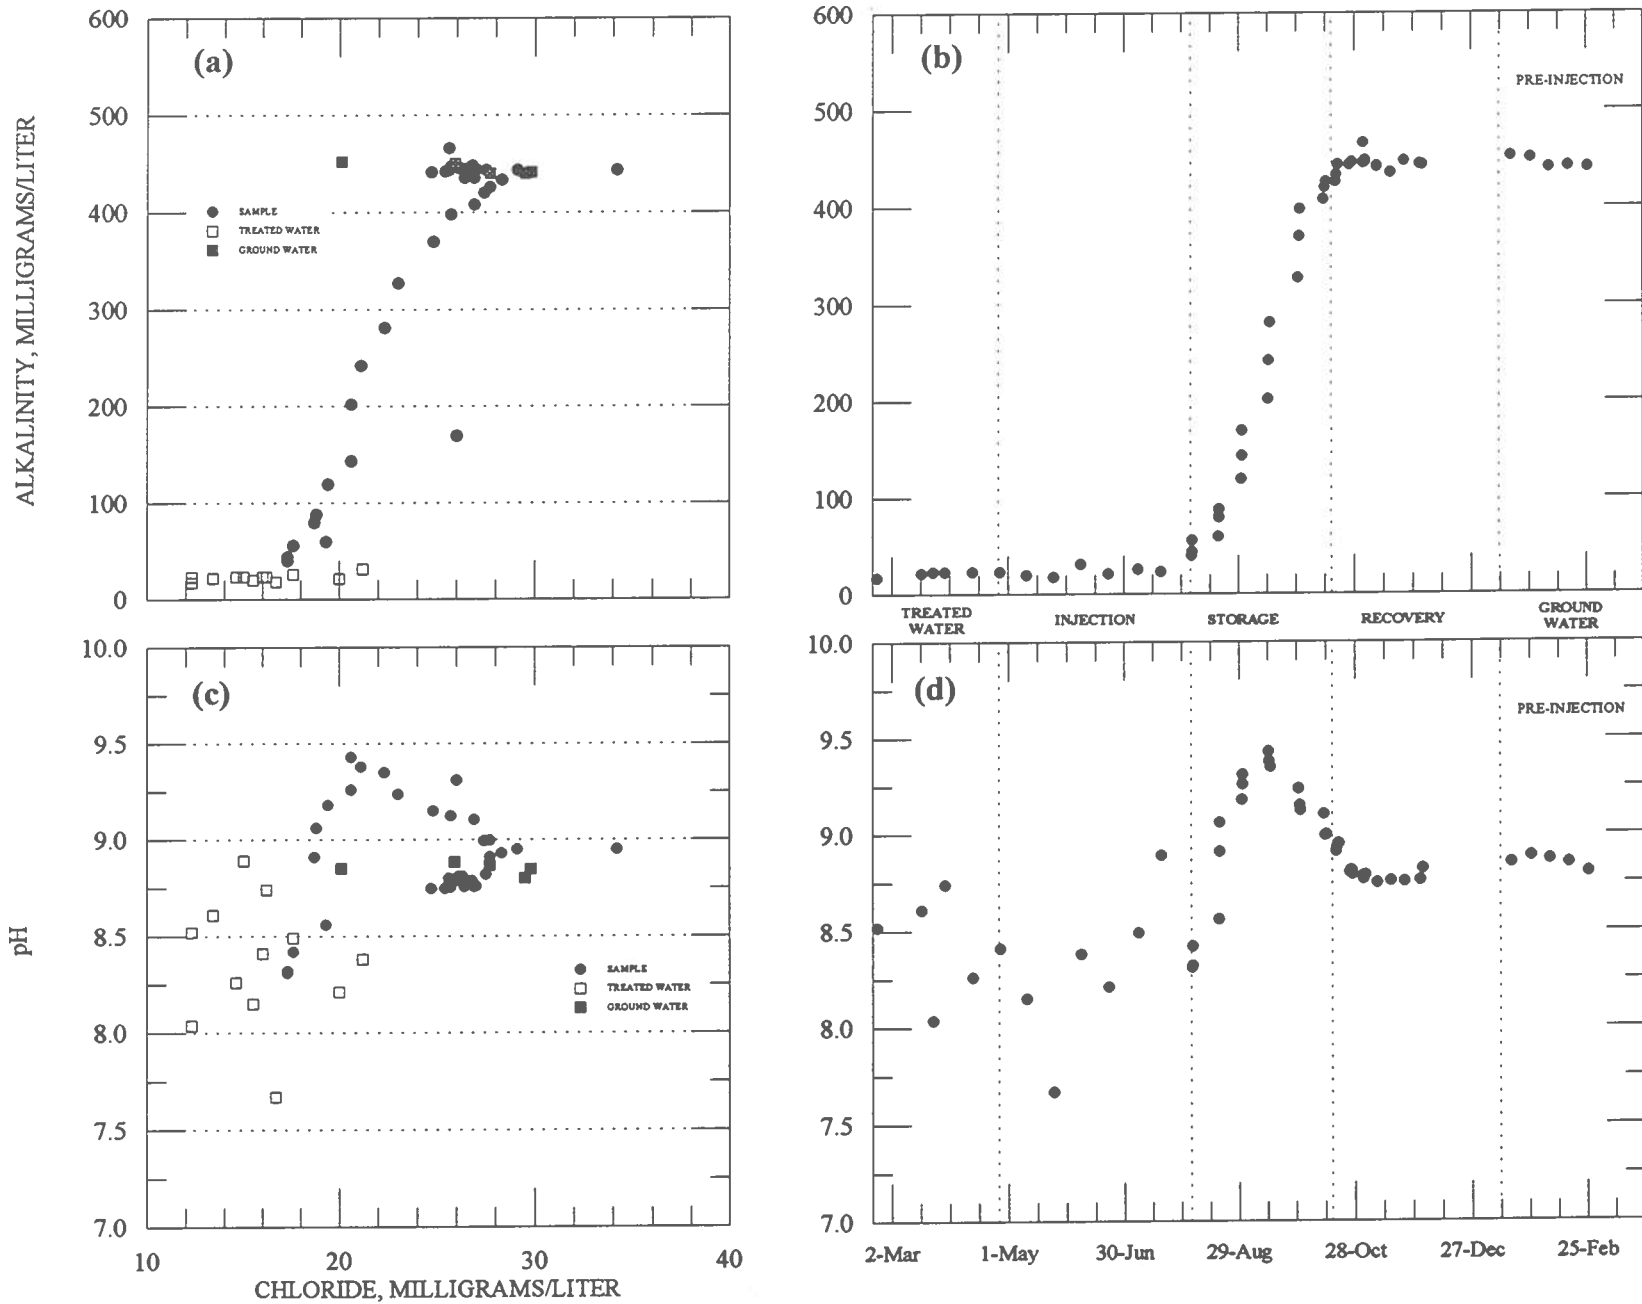 (a)
600
500
400
300
200
100
0
ALKALINITY, MILLIGRAMS/LITER
SAMPLE
TREATED WATER
GROUND WATER
(b)
PRE-INJECTION
600
500
400
300
200
100
0
TREATED
WATER
INJECTION
STORAGE
RECOVERY
GROUND
WATER
(c)
10.0
9.5
9.0
8.5
8.0
7.5
7.0
pH
SAMPLE
TREATED WATER
GROUND WATER
10
20
30
40
CHLORIDE, MILLIGRAMS/LITER
(d)
PRE-INJECTION
10.0
9.5
9.0
8.5
8.0
7.5
7.0
2-Mar
1-May
30-Jun
29-Aug
28-Oct
27-Dec
25-Feb